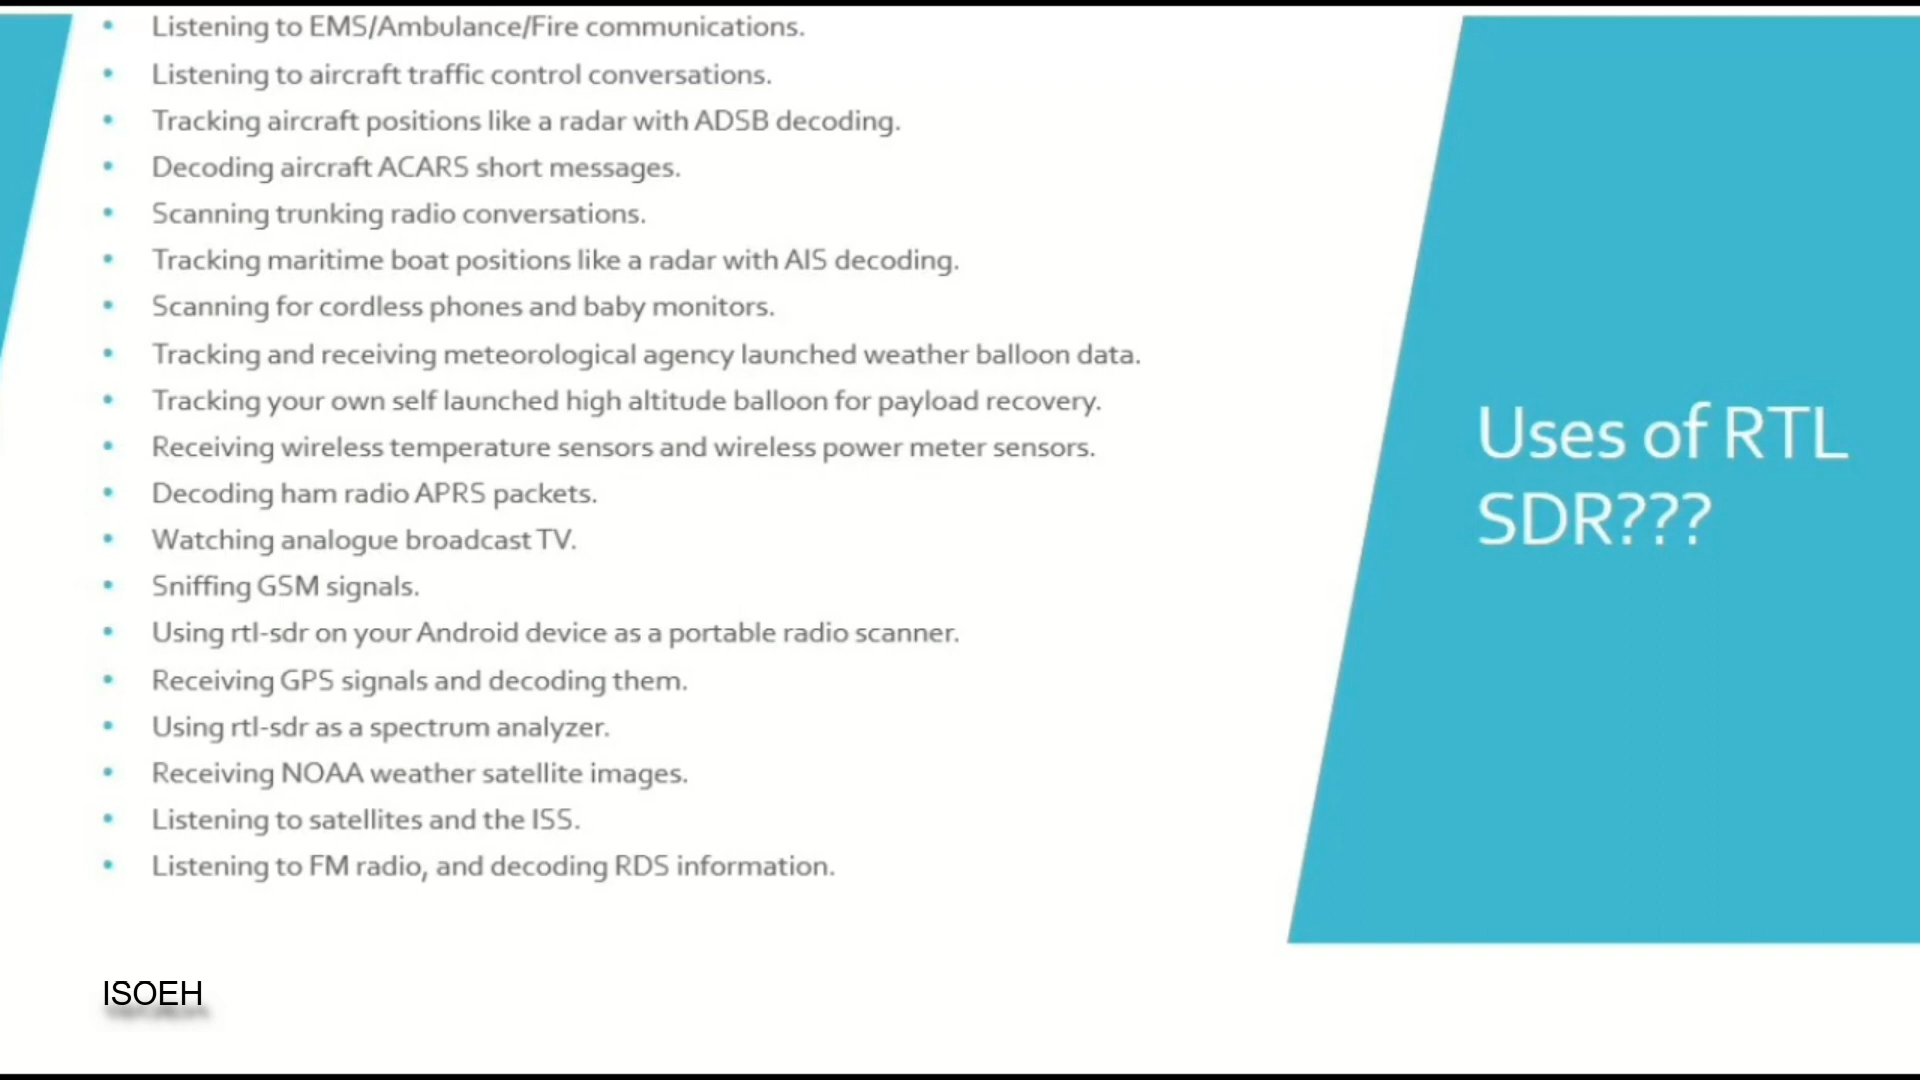 • Listening to EMS/Ambulance/Fire communications.
• Listening to aircraft traffic control conversations.
• Tracking aircraft positions like a radar with ADSB decoding.
• Decoding aircraft ACARS short messages.
• Scanning trunking radio conversations.
• Tracking maritime boat positions like a radar with AIS decoding.
• Scanning for cordless phones and baby monitors.
• Tracking and receiving meteorological agency launched weather balloon data.
• Tracking your own self launched high altitude balloon for payload recovery.
• Receiving wireless temperature sensors and wireless power meter sensors.
• Decoding ham radio APRS packets.
• Watching analogue broadcast TV.
• Sniffing GSM signals.
• Using rtl-sdr on your Android device as a portable radio scanner.
• Receiving GPS signals and decoding them.
• Using rtl-sdr as a spectrum analyzer.
• Receiving NOAA weather satellite images.
• Listening to satellites and the ISS.
• Listening to FM radio, and decoding RDS information.
Uses of RTL
SDR???
ISOEH